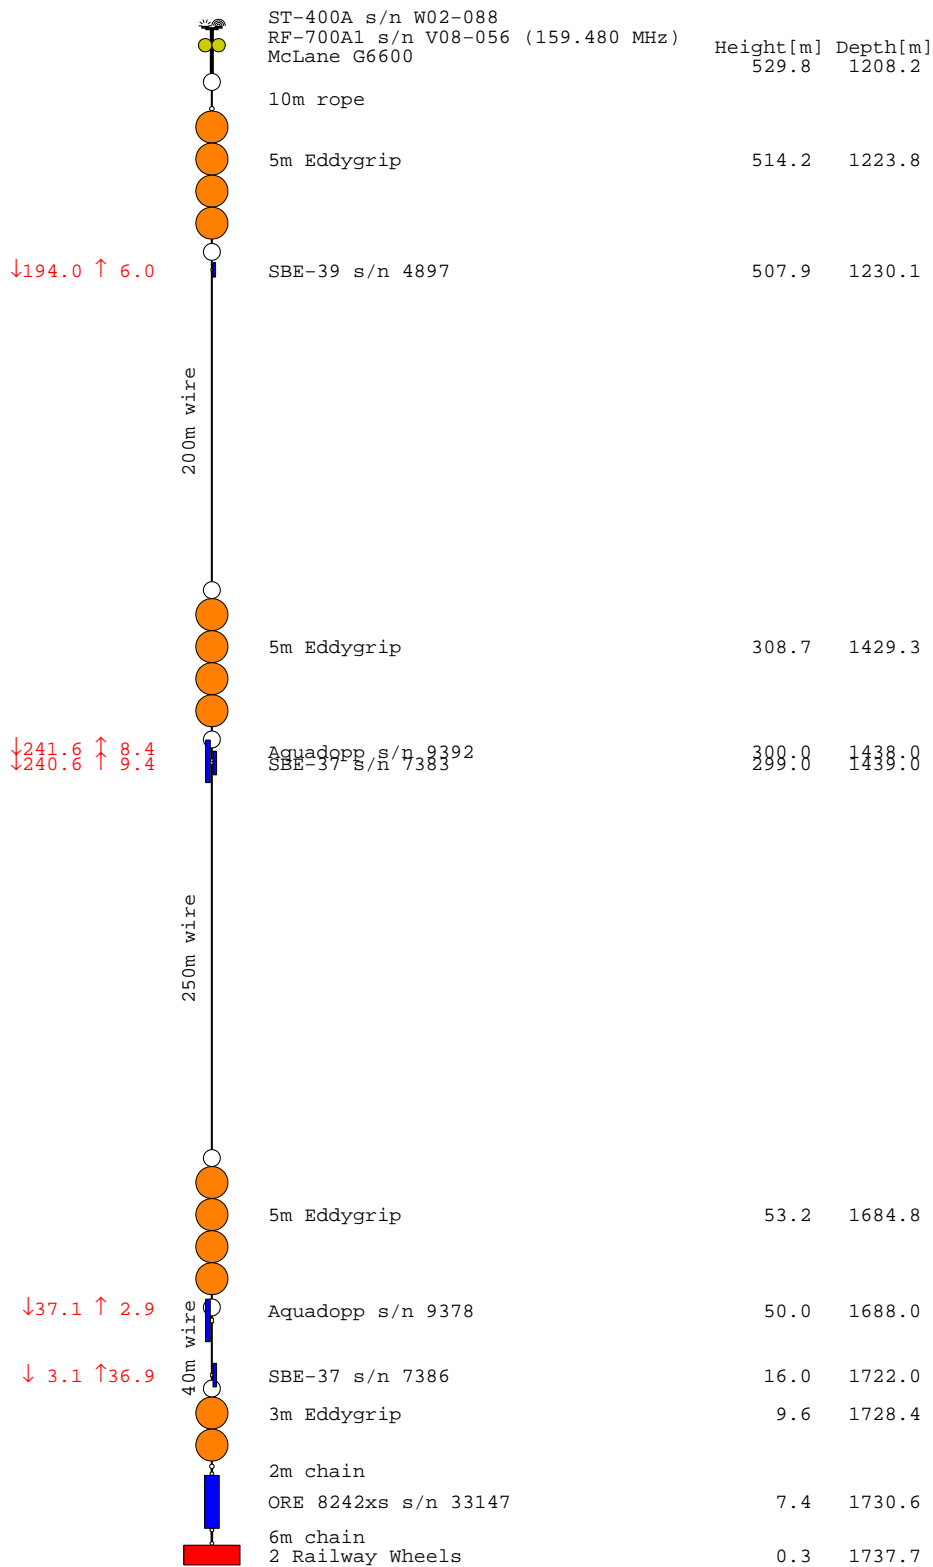 ST-400A s/n W02-088
RF-700A1 s/n V08-056 (159.480 MHz)
Height[m] Depth[m]
McLane G6600
529.8 1208.2
10m rope
5m Eddygrip 514.2 1223.8
↓194.0 ↑ 6.0 SBE-39 s/n 4897 507.9 1230.1
200m wire
5m Eddygrip 308.7 1429.3
↓241.6 ↑ 8.4 Aquadopp s/n 9392 300.0 1438.0
↓240.6 ↑ 9.4 SBE-37 s/n 7383 299.0 1439.0
250m wire
5m Eddygrip 53.2 1684.8
↓37.1 ↑ 2.9 Aquadopp s/n 9378 50.0 1688.0
40m wire
↓ 3.1 ↑36.9 SBE-37 s/n 7386 16.0 1722.0
3m Eddygrip 9.6 1728.4
2m chain
ORE 8242xs s/n 33147 7.4 1730.6
6m chain
2 Railway Wheels 0.3 1737.7